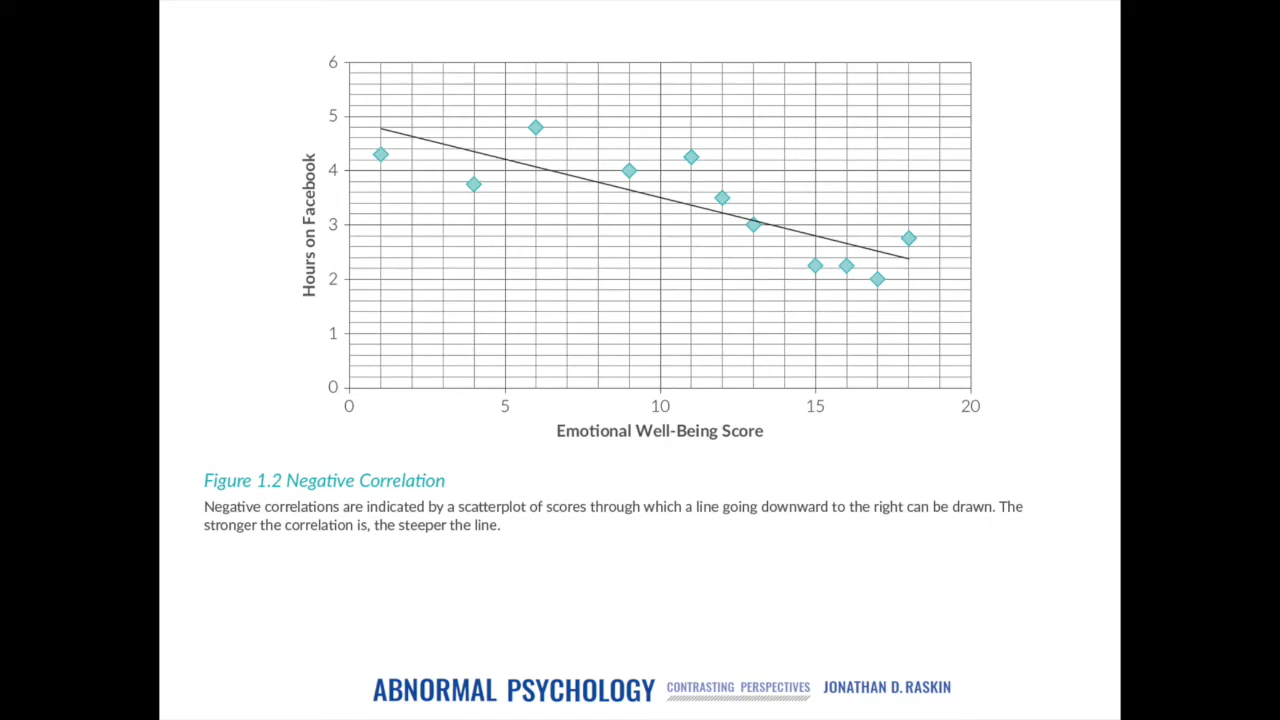 6
5
4
3
2
1
0
Hours on Facebook
0 5 10 15 20
Emotional Well-Being Score
Figure 1.2 Negative Correlation
Negative correlations are indicated by a scatterplot of scores through which a line going downward to the right can be drawn. The
stronger the correlation is, the steeper the line.
ABNORMAL PSYCHOLOGY CONTRASTING PERSPECTIVES JONATHAN D. RASKIN